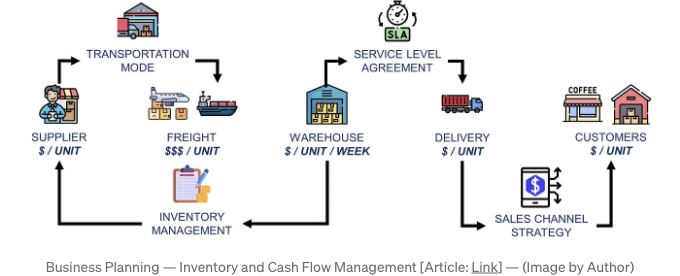 SLA
TRANSPORTATION
MODE
SERVICE LEVEL
AGREEMENT
COFFEE
SUPPLIER
$ / UNIT
FREIGHT
$$$ / UNIT
WAREHOUSE
$ / UNIT / WEEK
DELIVERY
$ / UNIT
CUSTOMERS
$ / UNIT
$
INVENTORY
MANAGEMENT
SALES CHANNEL
STRATEGY
Business Planning — Inventory and Cash Flow Management [Article: Link] — (Image by Author)